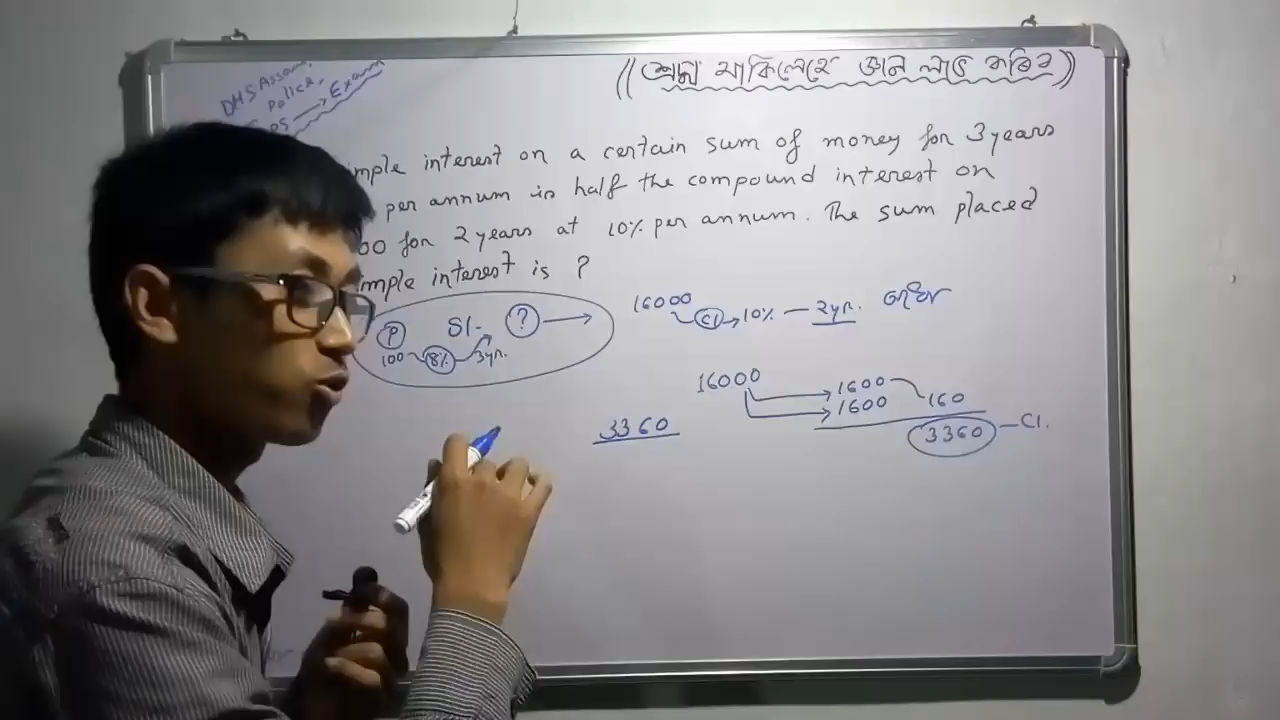 DHS Assam,
Police,
→ Exam
imple interest on a certain sum of money for 3 years
per annum is half the compound interest on
00 for 2 years at 10% per annum. The sum placed
imple interest is ?
P SI- ? →
100 8% 3yr.
16000 CI → 10% — 2yr.
16000 1600 160
1600
3360 — CI.
3360